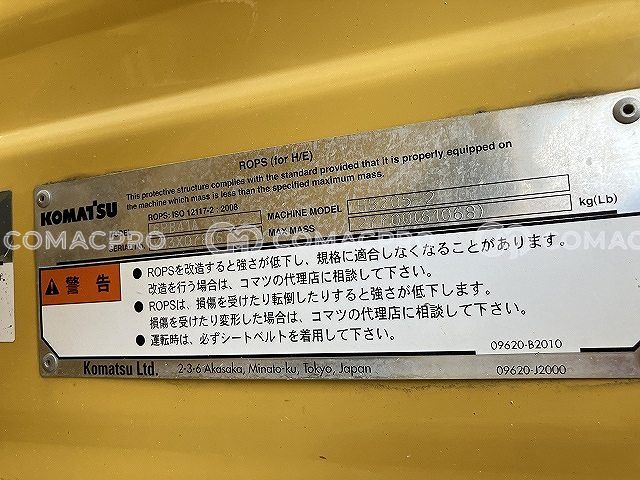 ROPS (for H/E)
KOMATSU
This protective structure complies with the standard provided that it is properly equipped on
the machine which mass is less than the specified maximum mass.
ROPS: ISO 12117-2 : 2008
TYPE
MACHINE MODEL
SERIAL No.
MAX MASS
kg(Lb)
COMACPRO COMACPRO COMACPRO COMACPRO
警告
● ROPSを改造すると強さが低下し、規格に適合しなくなることがあります。
改造を行う場合は、コマツの代理店に相談して下さい。
● ROPSは、損傷を受けたり転倒したりすると強さが低下します。
損傷を受けたり変形した場合は、コマツの代理店に相談して下さい。
● 運転時は、必ずシートベルトを着用して下さい。
09620-B2010
Komatsu Ltd. 2-3-6 Akasaka, Minato-ku, Tokyo, Japan 09620-J2000